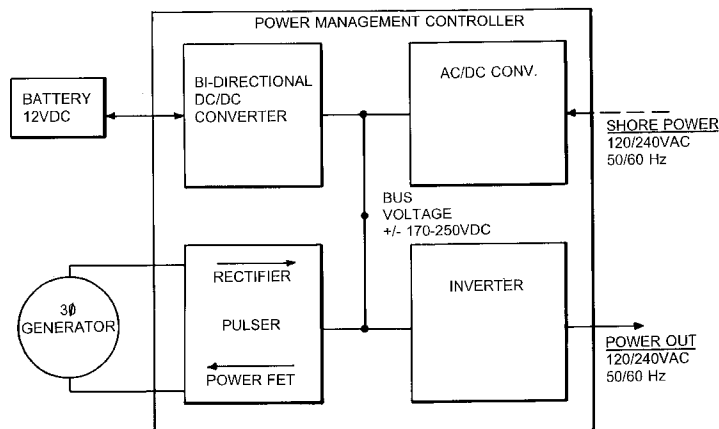 POWER MANAGEMENT CONTROLLER
BATTERY
12VDC
BI-DIRECTIONAL
DC/DC
CONVERTER
AC/DC CONV.
SHORE POWER
120/240VAC
50/60 Hz
BUS
VOLTAGE
+/- 170-250VDC
3Ø
GENERATOR
RECTIFIER
PULSER
POWER FET
INVERTER
POWER OUT
120/240VAC
50/60 Hz